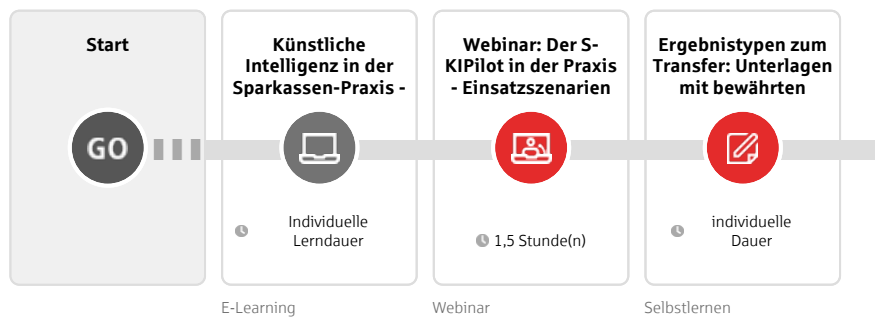 Start
GO
Künstliche
Intelligenz in der
Sparkassen-Praxis -
Individuelle
Lerndauer
E-Learning
Webinar: Der S-
KIPilot in der Praxis
- Einsatzszenarien
1,5 Stunde(n)
Webinar
Ergebnistypen zum
Transfer: Unterlagen
mit bewährten
individuelle
Dauer
Selbstlernen